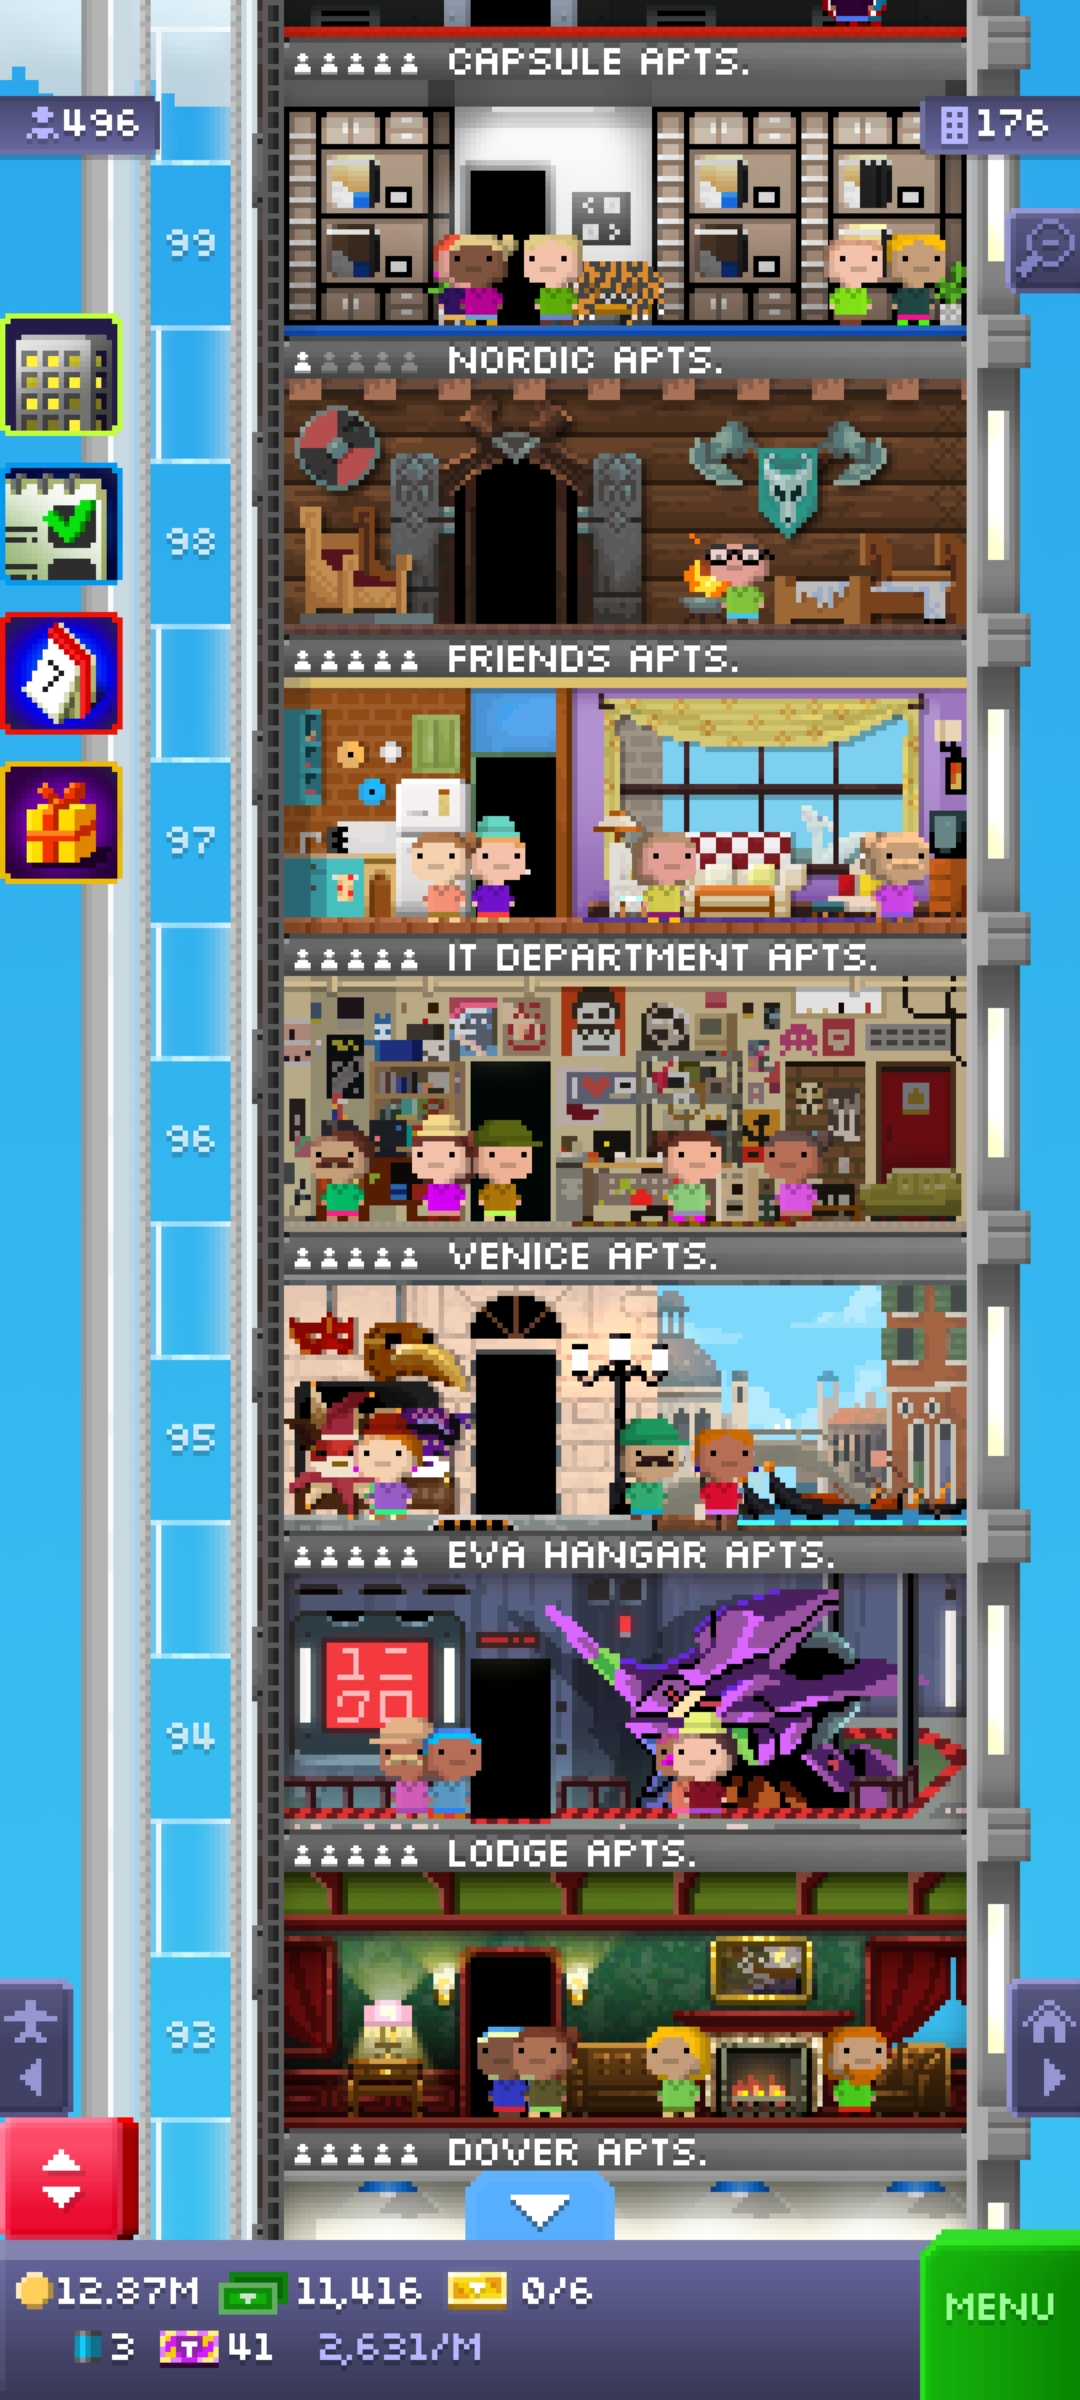 CAPSULE APTS.
496
176
99
NORDIC APTS.
98
FRIENDS APTS.
7
97
IT DEPARTMENT APTS.
96
VENICE APTS.
95
EVA HANGAR APTS.
94
LODGE APTS.
93
DOVER APTS.
12.87M
11,416
0/6
MENU
3
T
41
2,631/M